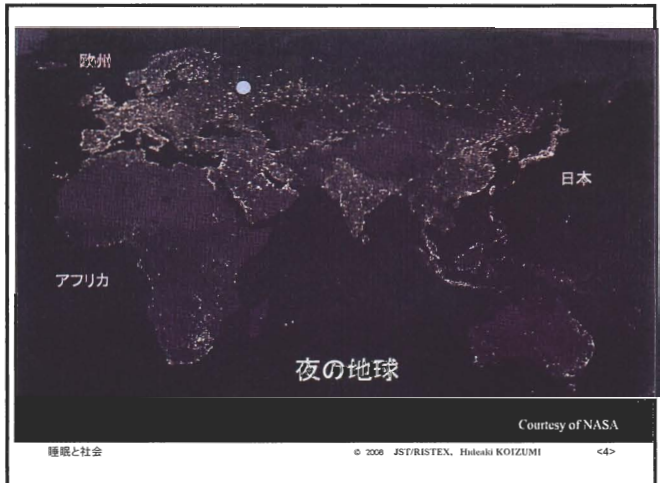 欧州
日本
アフリカ
夜の地球
Courtesy of NASA
睡眠と社会 © 2006 JST/RISTEX, Hideaki KOIZUMI <4>